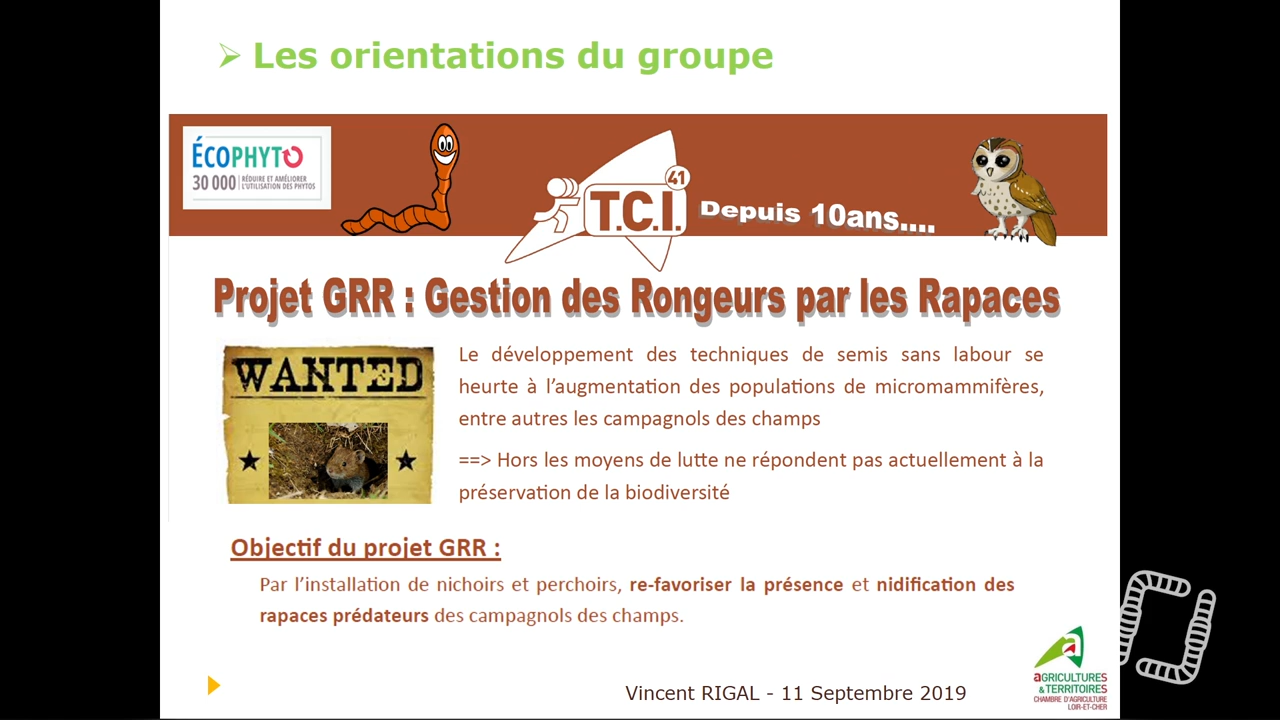 Les orientations du groupe
ÉCOPHYTO
30 000 RÉDUIRE ET AMÉLIORER
L'UTILISATION DES PHYTOS
T.C.I. 41
Depuis 10ans....
Projet GRR : Gestion des Rongeurs par les Rapaces
WANTED
Le développement des techniques de semis sans labour se
heurte à l'augmentation des populations de micromammifères,
entre autres les campagnols des champs
==> Hors les moyens de lutte ne répondent pas actuellement à la
préservation de la biodiversité
Objectif du projet GRR :
Par l'installation de nichoirs et perchoirs, re-favoriser la présence et nidification des
rapaces prédateurs des campagnols des champs.
Vincent RIGAL - 11 Septembre 2019
a
AGRICULTURES
& TERRITOIRES
CHAMBRE D'AGRICULTURE
LOIR-ET-CHER